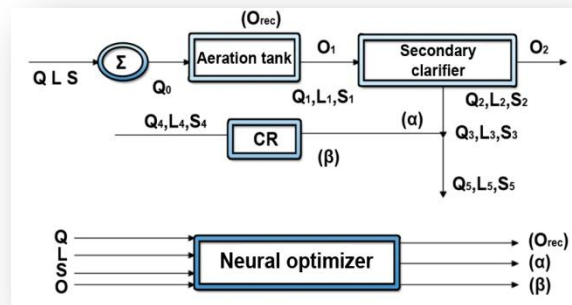 (Orec)
Σ
Aeration tank
O1
Secondary
clarifier
O2
Q L S
Q0
Q1,L1,S1
Q2,L2,S2
Q4,L4,S4
CR
(α)
(β)
Q3,L3,S3
Q5,L5,S5
Q
L
S
O
Neural optimizer
(Orec)
(α)
(β)